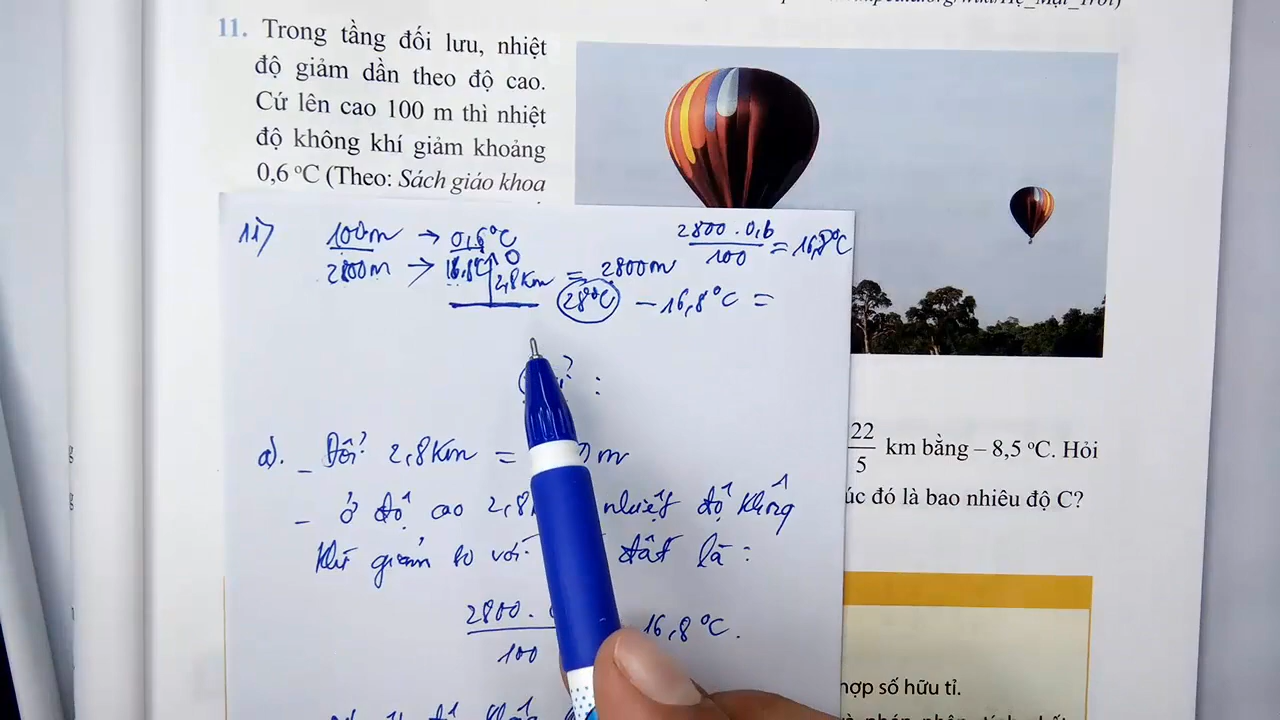 11. Trong tầng đối lưu, nhiệt
độ giảm dần theo độ cao.
Cứ lên cao 100 m thì nhiệt
độ không khí giảm khoảng
0,6 °C (Theo: Sách giáo khoa
11) 100m → 0,6°C
2800m → 16,8°C
2,8Km = 2800m
2800 . 0,6 / 100 = 16,8°C
28°C - 16,8°C =
:
a). - Đổi 2,8Km = m
- ở độ cao nhiệt độ không
khí giảm so với đất là:
2800 . / 100 16,8°C.
22/5 km bằng – 8,5 °C. Hỏi
đó là bao nhiêu độ C?
số hữu tỉ.